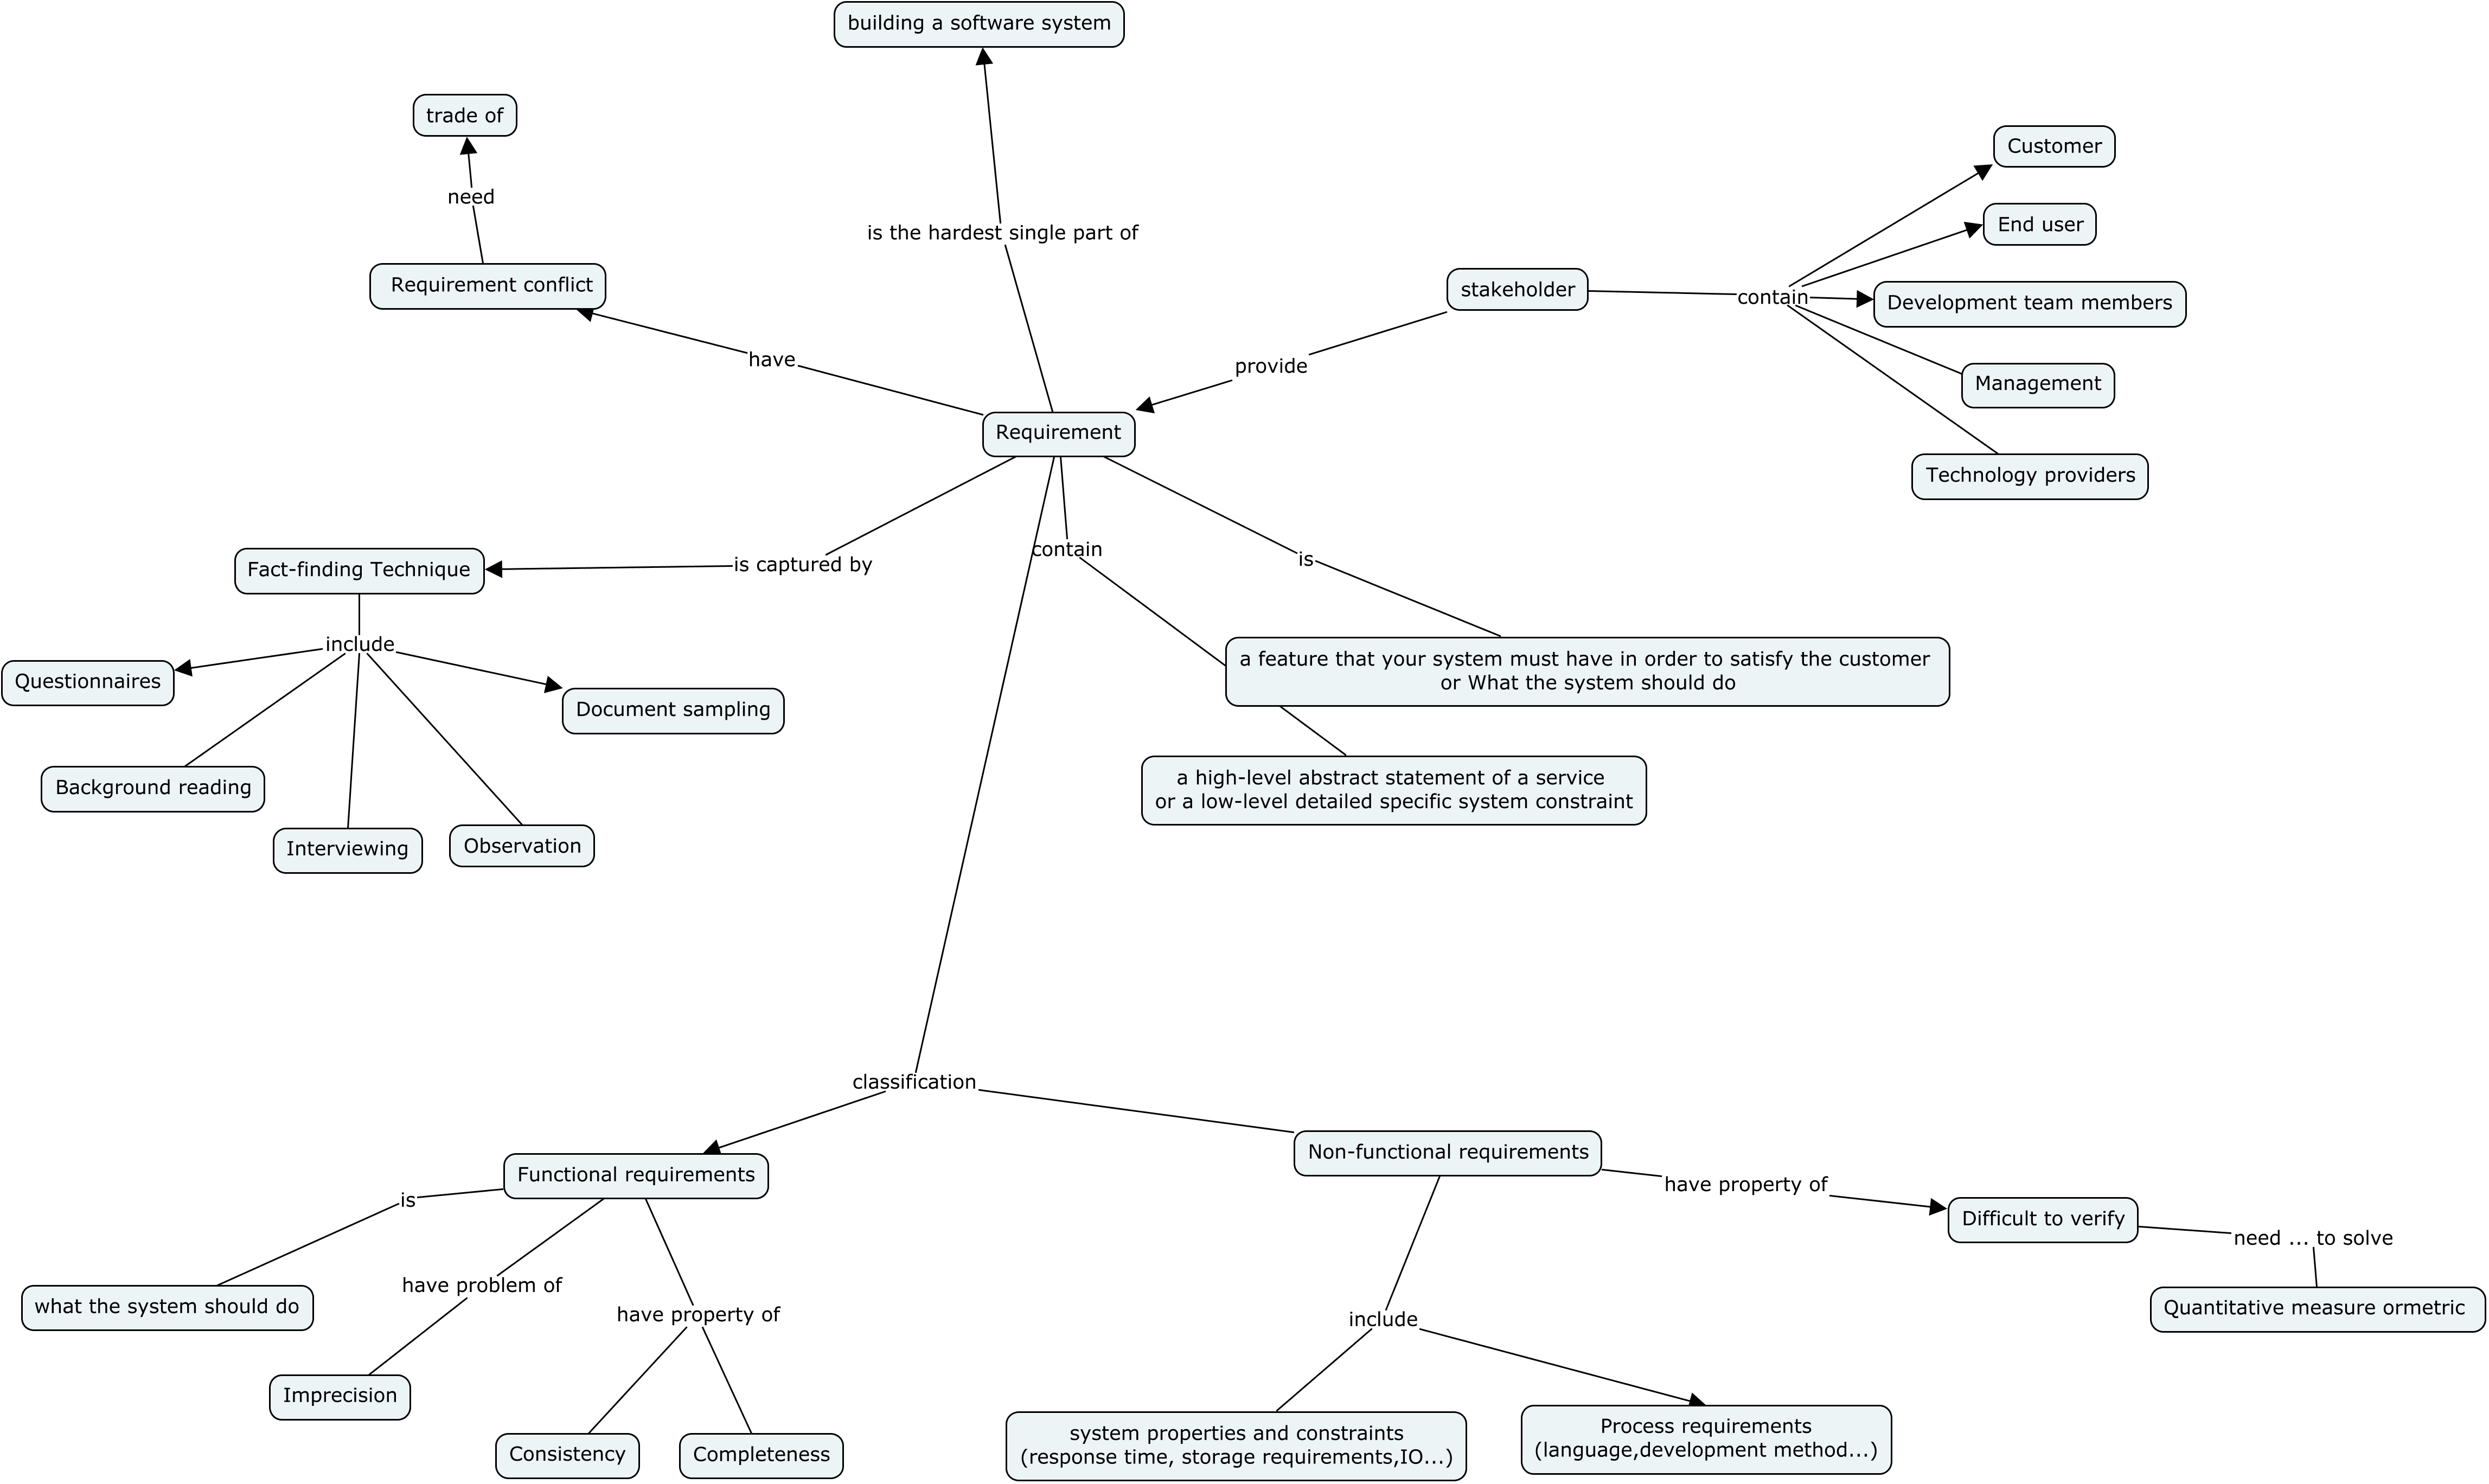 building a software system
trade of
Customer
need
End user
is the hardest single part of
Requirement conflict
stakeholder
contain
Development team members
have
provide
Management
Requirement
Technology providers
contain
is
Fact-finding Technique
is captured by
include
a feature that your system must have in order to satisfy the customer
or What the system should do
Questionnaires
Document sampling
Background reading
a high-level abstract statement of a service
or a low-level detailed specific system constraint
Interviewing
Observation
classification
Functional requirements
Non-functional requirements
is
have property of
Difficult to verify
need ... to solve
what the system should do
have problem of
have property of
include
Quantitative measure ormetric
Imprecision
Consistency
Completeness
system properties and constraints
(response time, storage requirements,IO...)
Process requirements
(language,development method...)